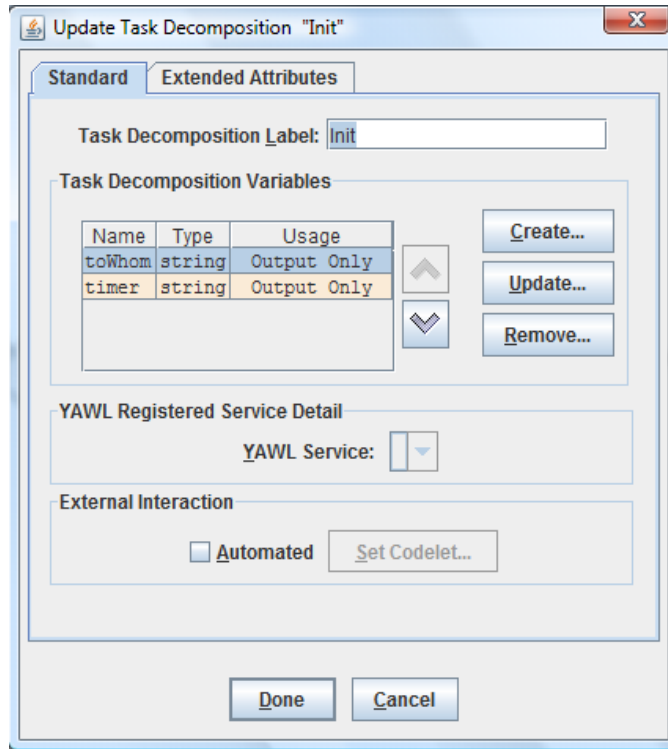 Update Task Decomposition "Init"
Standard
Extended Attributes
Task Decomposition Label: Init
Task Decomposition Variables
Name Type Usage
toWhom string Output Only
timer string Output Only
Create...
Update...
Remove...
YAWL Registered Service Detail
YAWL Service:
External Interaction
Automated
Set Codelet...
Done
Cancel